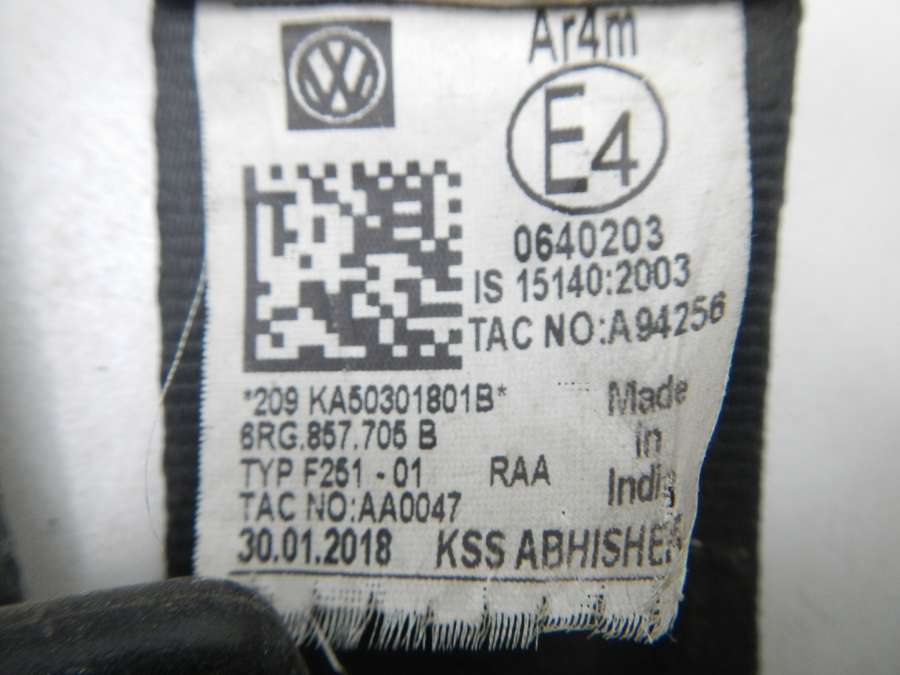 Ar4m
E4
0640203
IS 15140:2003
TAC NO:A94256
*209 KA50301801B*
6RG.857.705 B
TYP F251 - 01 RAA
TAC NO:AA0047
30.01.2018 KSS ABHISHEK
Made
in
India